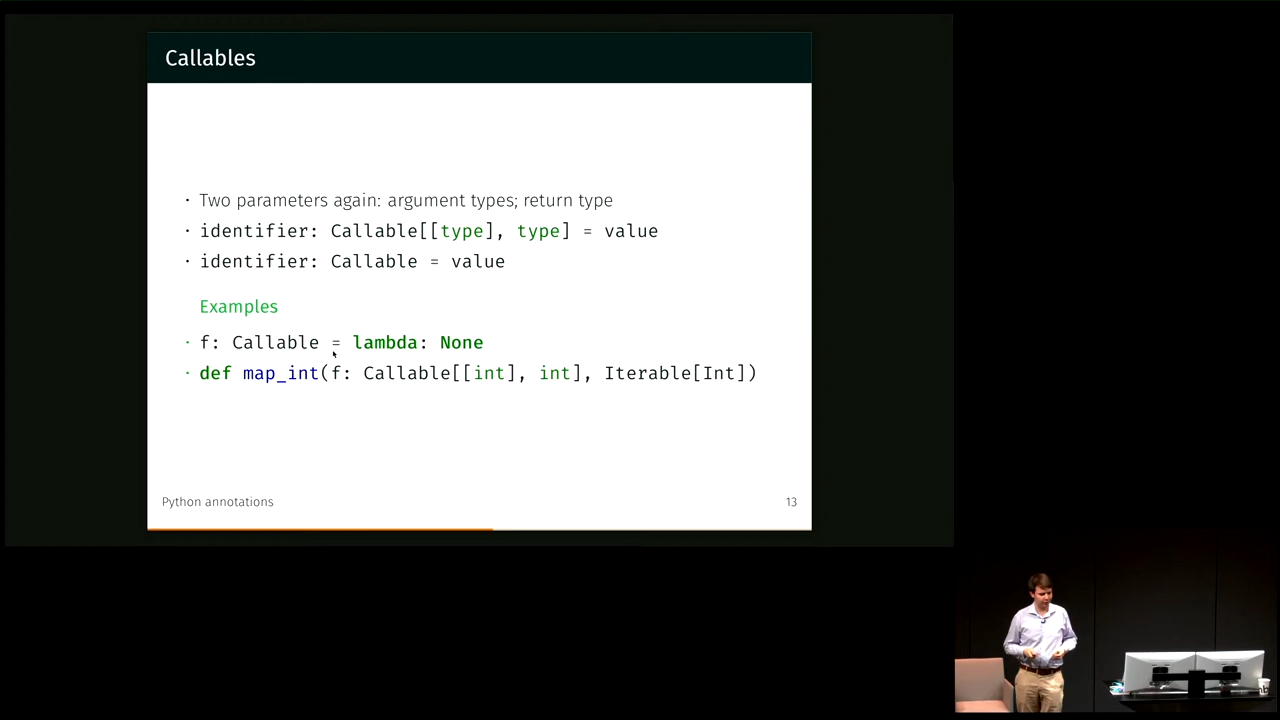 Callables
· Two parameters again: argument types; return type
· identifier: Callable[[type], type] = value
· identifier: Callable = value
Examples
· f: Callable = lambda: None
· def map_int(f: Callable[[int], int], Iterable[Int])
Python annotations
13